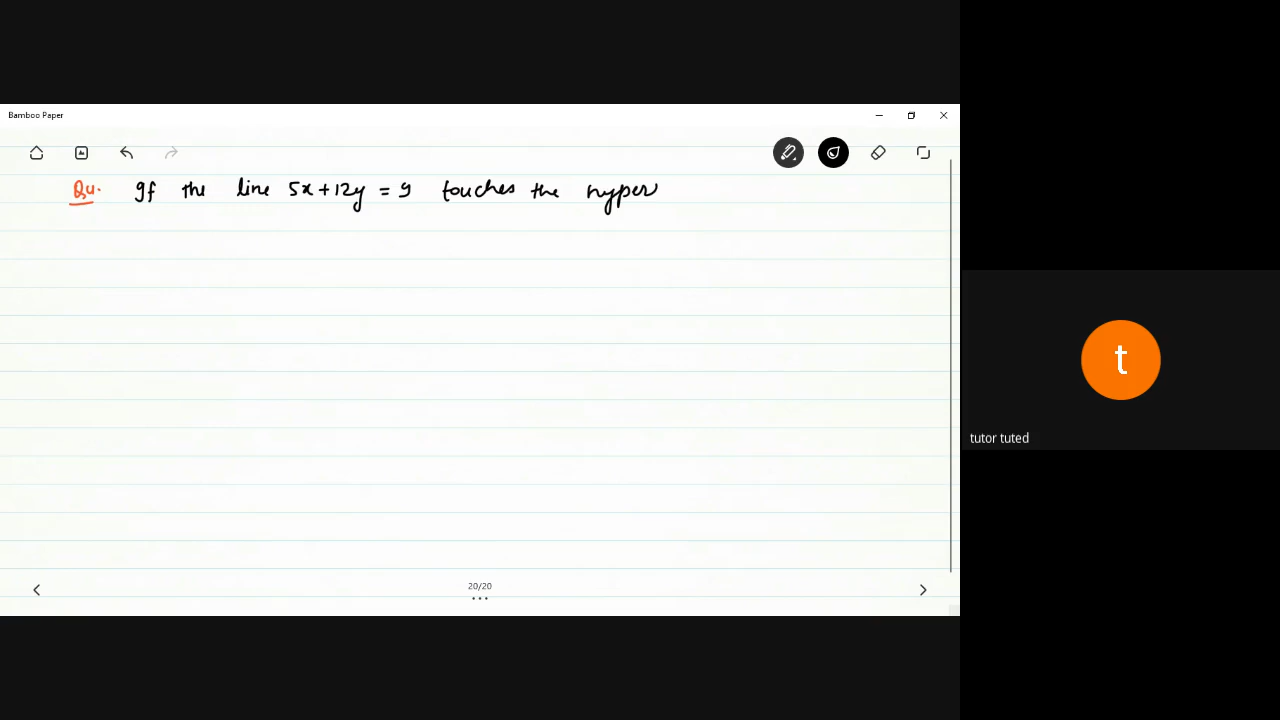 Bamboo Paper
Qu. If the line 5x+12y = 9 touches the hyper
t
tutor tuted
20/20